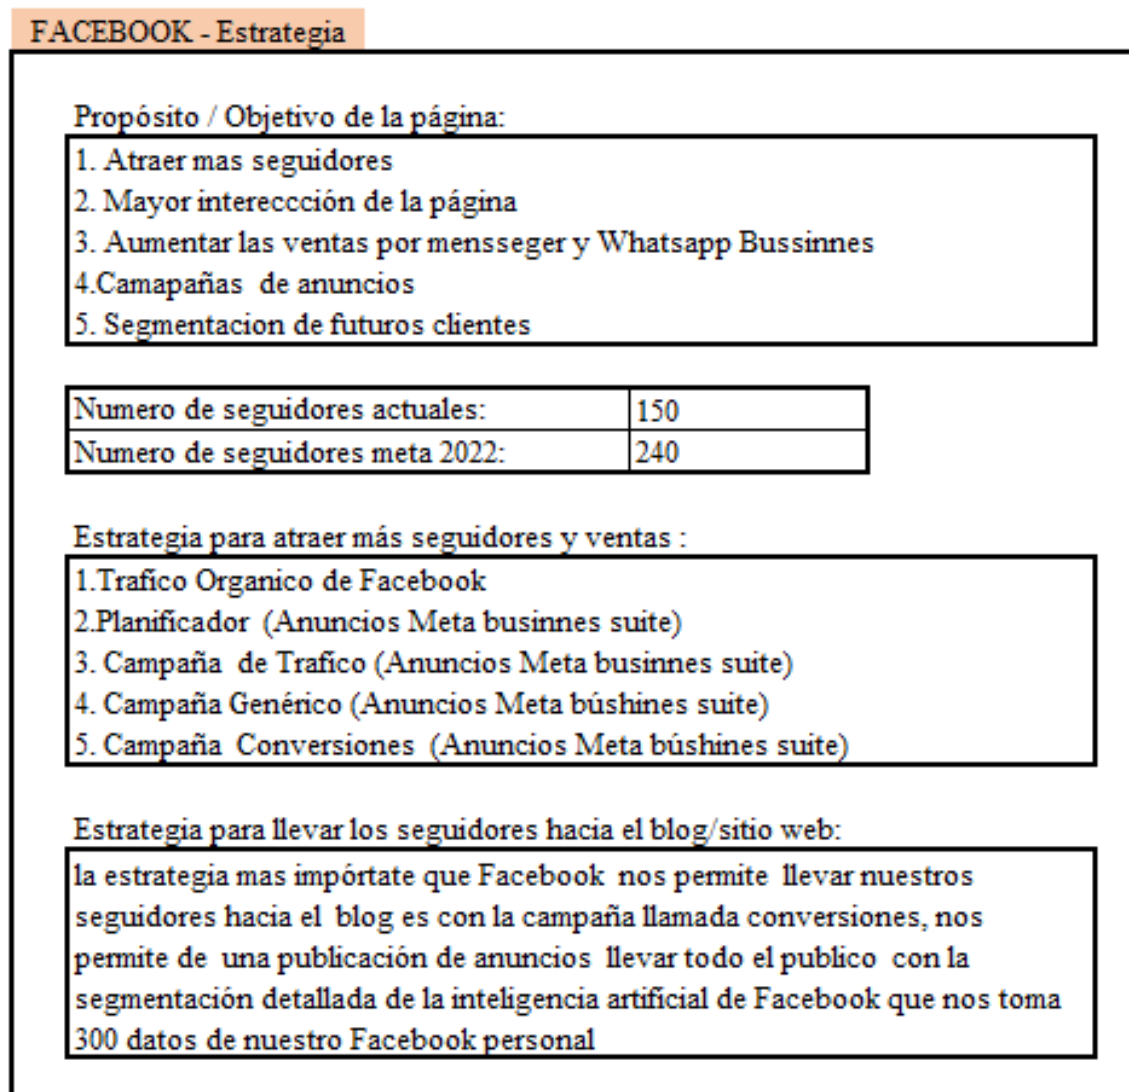 FACEBOOK - Estrategia
Propósito / Objetivo de la página:
1. Atraer mas seguidores
2. Mayor intereccción de la página
3. Aumentar las ventas por mensseger y Whatsapp Bussinnes
4.Camapañas de anuncios
5. Segmentacion de futuros clientes
Numero de seguidores actuales: 150
Numero de seguidores meta 2022: 240
Estrategia para atraer más seguidores y ventas :
1.Trafico Organico de Facebook
2.Planificador (Anuncios Meta businnes suite)
3. Campaña de Trafico (Anuncios Meta businnes suite)
4. Campaña Genérico (Anuncios Meta búshines suite)
5. Campaña Conversiones (Anuncios Meta búshines suite)
Estrategia para llevar los seguidores hacia el blog/sitio web:
la estrategia mas impórtate que Facebook nos permite llevar nuestros
seguidores hacia el blog es con la campaña llamada conversiones, nos
permite de una publicación de anuncios llevar todo el publico con la
segmentación detallada de la inteligencia artificial de Facebook que nos toma
300 datos de nuestro Facebook personal